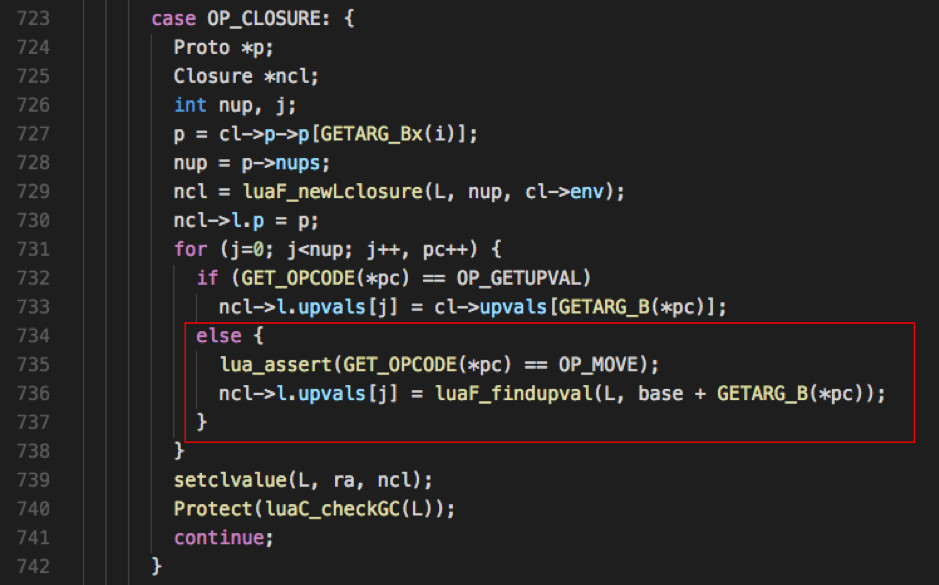 723 case OP_CLOSURE: {
724 Proto *p;
725 Closure *ncl;
726 int nup, j;
727 p = cl->p->p[GETARG_Bx(i)];
728 nup = p->nups;
729 ncl = luaF_newLclosure(L, nup, cl->env);
730 ncl->l.p = p;
731 for (j=0; j<nup; j++, pc++) {
732 if (GET_OPCODE(*pc) == OP_GETUPVAL)
733 ncl->l.upvals[j] = cl->upvals[GETARG_B(*pc)];
734 else {
735 lua_assert(GET_OPCODE(*pc) == OP_MOVE);
736 ncl->l.upvals[j] = luaF_findupval(L, base + GETARG_B(*pc));
737 }
738 }
739 setclvalue(L, ra, ncl);
740 Protect(luaC_checkGC(L));
741 continue;
742 }